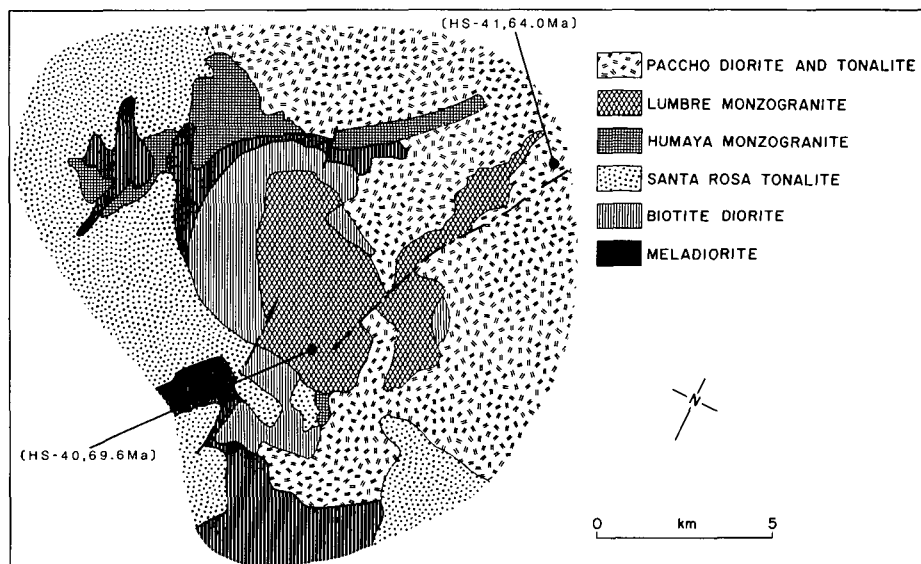 (HS-41,64.0Ma)
PACCHO DIORITE AND TONALITE
LUMBRE MONZOGRANITE
HUMAYA MONZOGRANITE
SANTA ROSA TONALITE
BIOTITE DIORITE
MELADIORITE
N
(HS-40,69.6Ma)
0 km 5